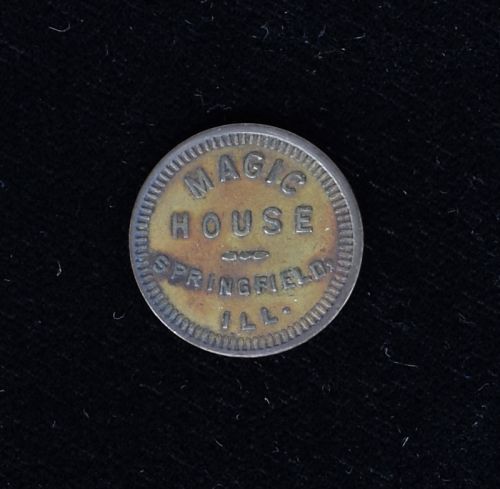 MAGIC
HOUSE
SPRINGFIELD,
ILL.